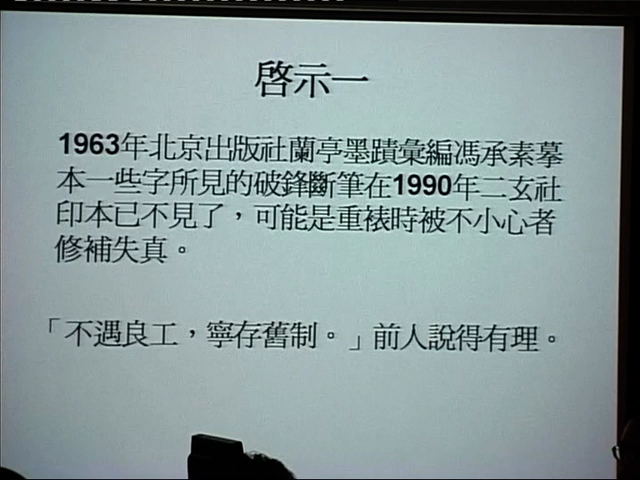 啓示一
1963年北京出版社蘭亭墨蹟彙編馮承素摹
本一些字所見的破鋒斷筆在1990年二玄社
印本已不見了，可能是重裱時被不小心者
修補失真。
「不遇良工，寧存舊制。」前人說得有理。